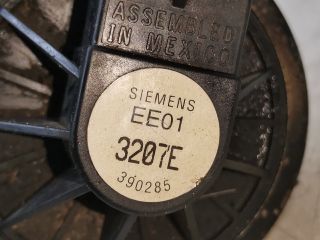 ASSEMBLED
IN MEXICO
SIEMENS
EE01
3207E
390285